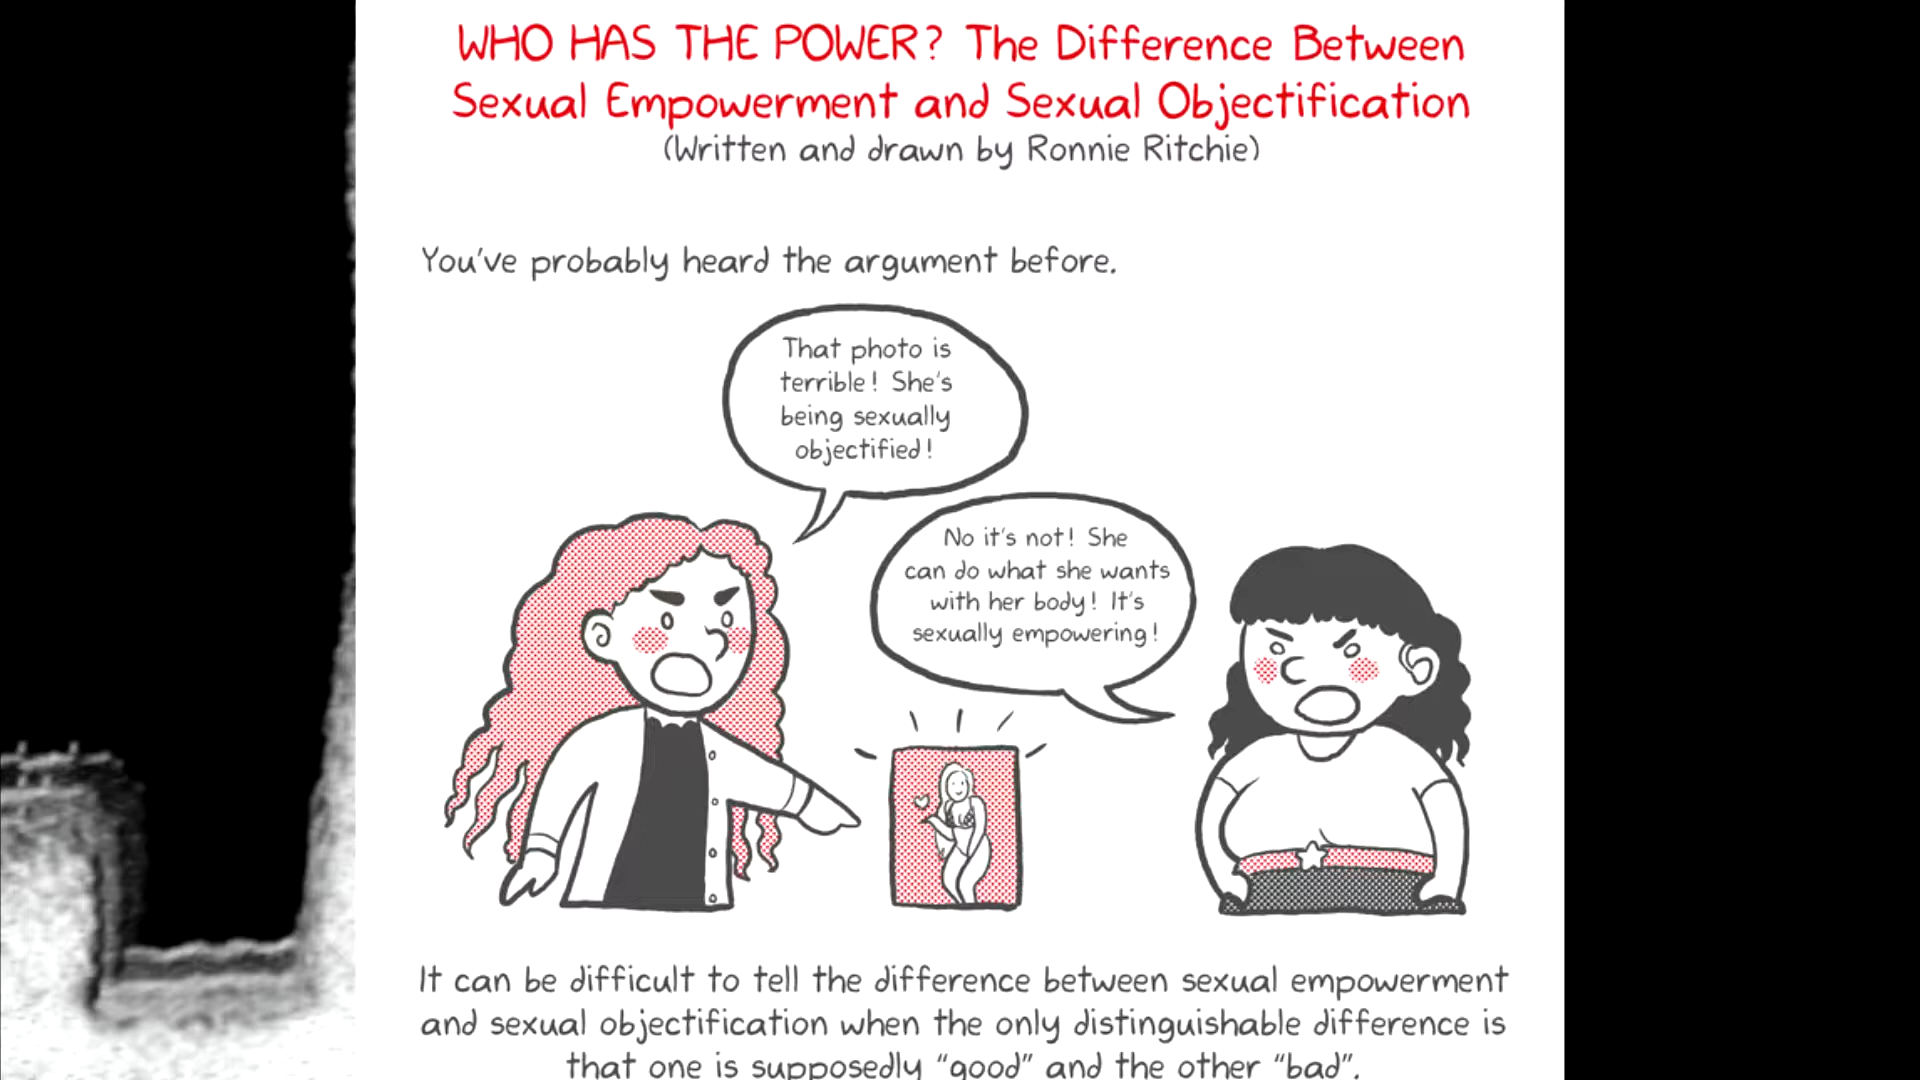 WHO HAS THE POWER? The Difference Between
Sexual Empowerment and Sexual Objectification
(Written and drawn by Ronnie Ritchie)
You've probably heard the argument before.
That photo is
terrible! She's
being sexually
objectified!
No it's not! She
can do what she wants
with her body! It's
sexually empowering!
It can be difficult to tell the difference between sexual empowerment
and sexual objectification when the only distinguishable difference is
that one is supposedly “good” and the other “bad”.